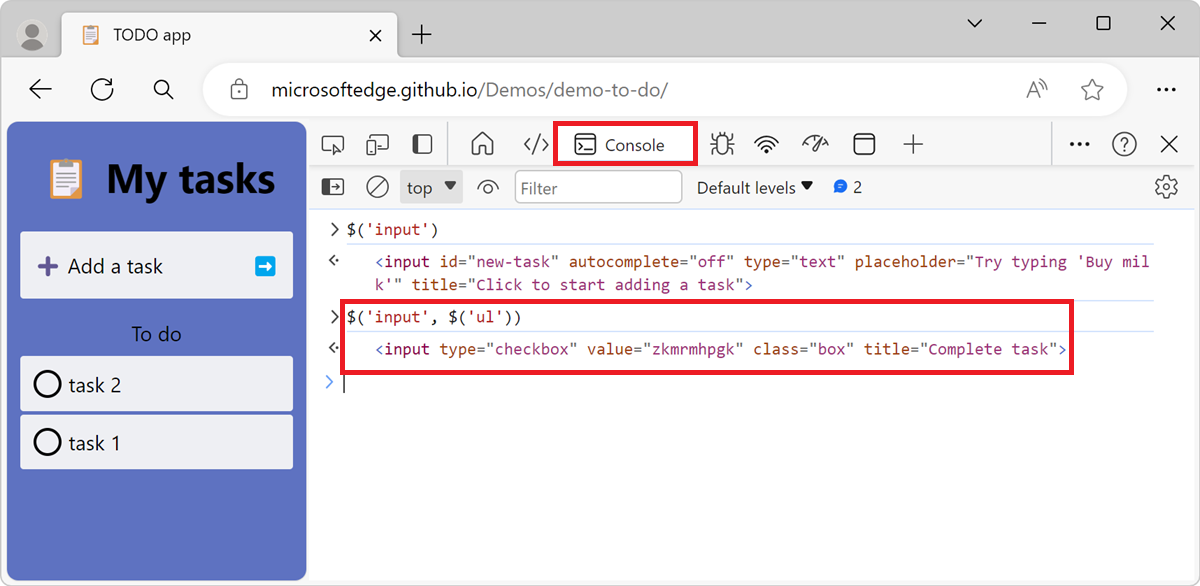 TODO app
microsoftedge.github.io/Demos/demo-to-do/
My tasks
Add a task
To do
task 2
task 1
Console
top
Filter
Default levels
2
$('input')
<input id="new-task" autocomplete="off" type="text" placeholder="Try typing 'Buy mil
k'" title="Click to start adding a task">
$('input', $('ul'))
<input type="checkbox" value="zkmrmhpgk" class="box" title="Complete task">